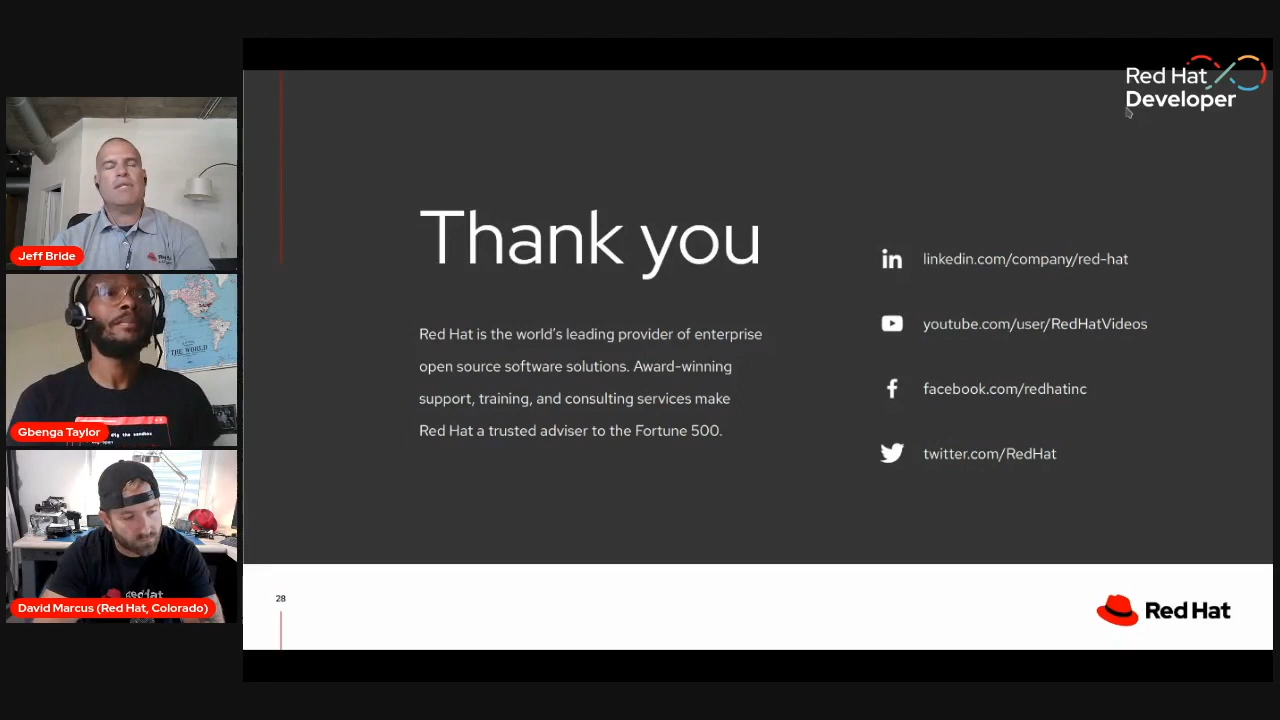 Red Hat
Developer
Jeff Bride
THE WORLD
Gbenga Taylor
David Marcus (Red Hat, Colorado)
Thank you
Red Hat is the world's leading provider of enterprise
open source software solutions. Award-winning
support, training, and consulting services make
Red Hat a trusted adviser to the Fortune 500.
linkedin.com/company/red-hat
youtube.com/user/RedHatVideos
facebook.com/redhatinc
twitter.com/RedHat
28
Red Hat